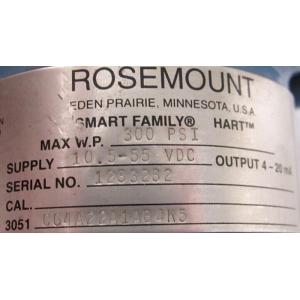 ROSEMOUNT
EDEN PRAIRIE, MINNESOTA, U.S.A
SMART FAMILY® HART™
MAX W.P. 300 PSI
SUPPLY 10.5-55 VDC OUTPUT 4-20 mA
SERIAL NO. 1283282
CAL.
3051